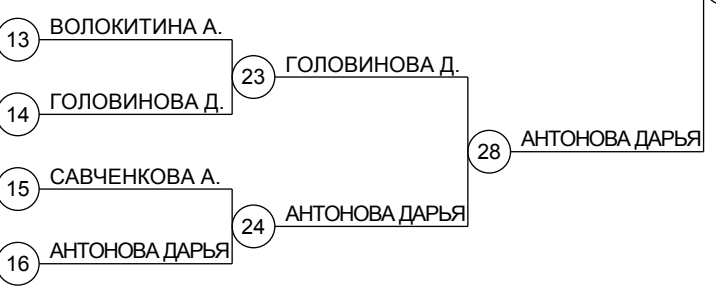 ВОЛОКИТИНА А.
13
23
ГОЛОВИНОВА Д.
14
ГОЛОВИНОВА Д.
28
АНТОНОВА ДАРЬЯ
15
САВЧЕНКОВА А.
24
АНТОНОВА ДАРЬЯ
16
АНТОНОВА ДАРЬЯ